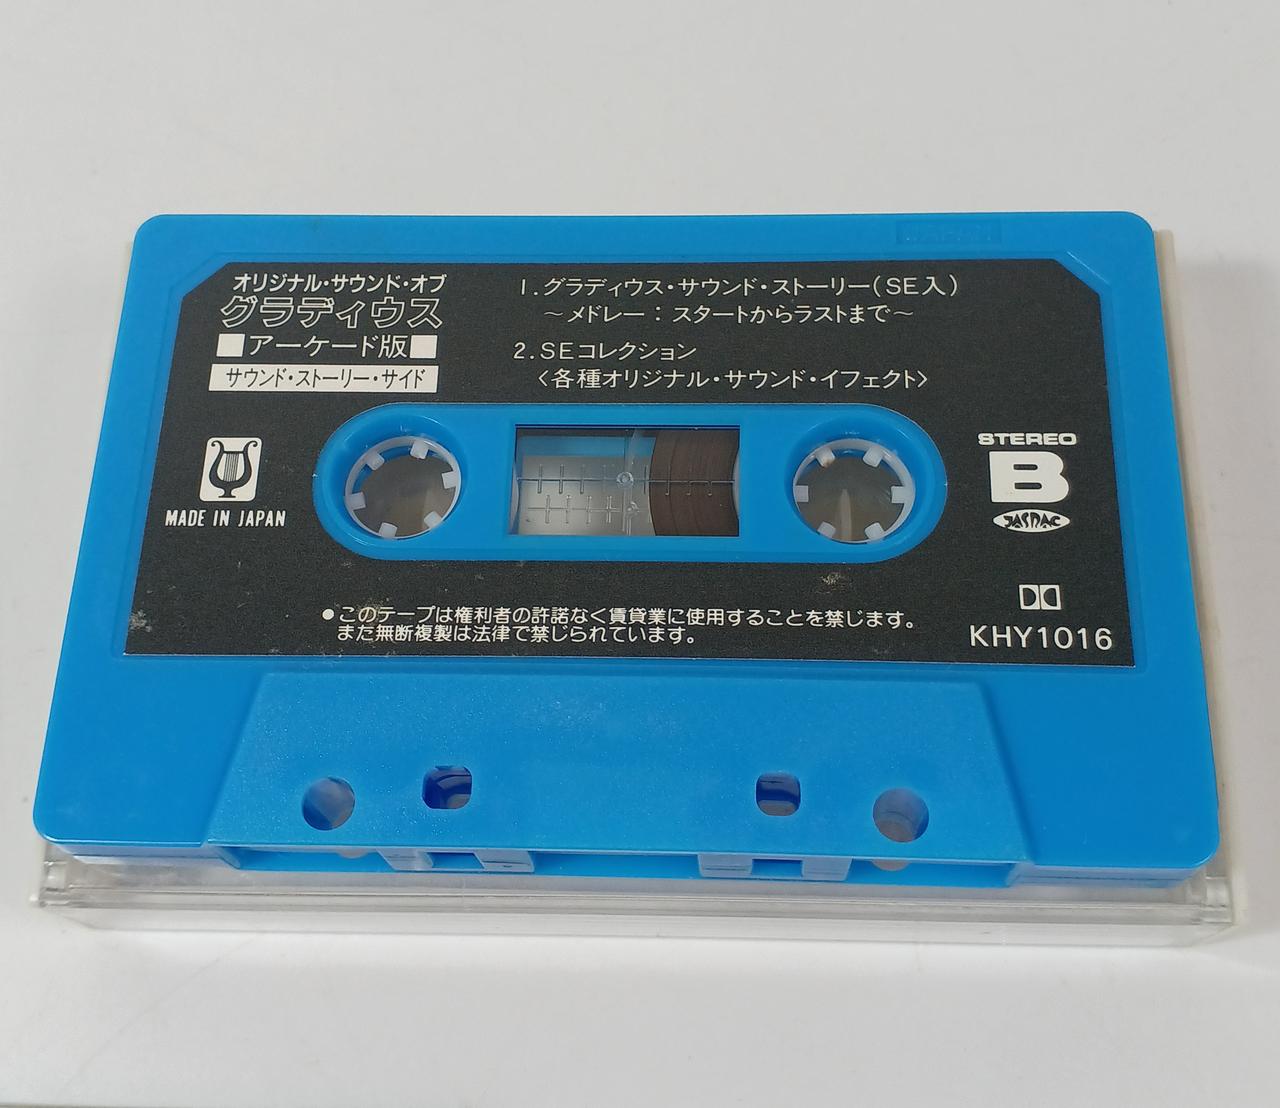 オリジナル・サウンド・オブ
グラディウス
■アーケード版■
サウンド・ストーリー・サイド
1.グラディウス・サウンド・ストーリー(SE入)
～メドレー：スタートからラストまで～
2.SEコレクション
〈各種オリジナル・サウンド・イフェクト〉
MADE IN JAPAN
STEREO
B
JASRAC
●このテープは権利者の許諾なく賃貸業に使用することを禁じます。
また無断複製は法律で禁じられています。
KHY1016